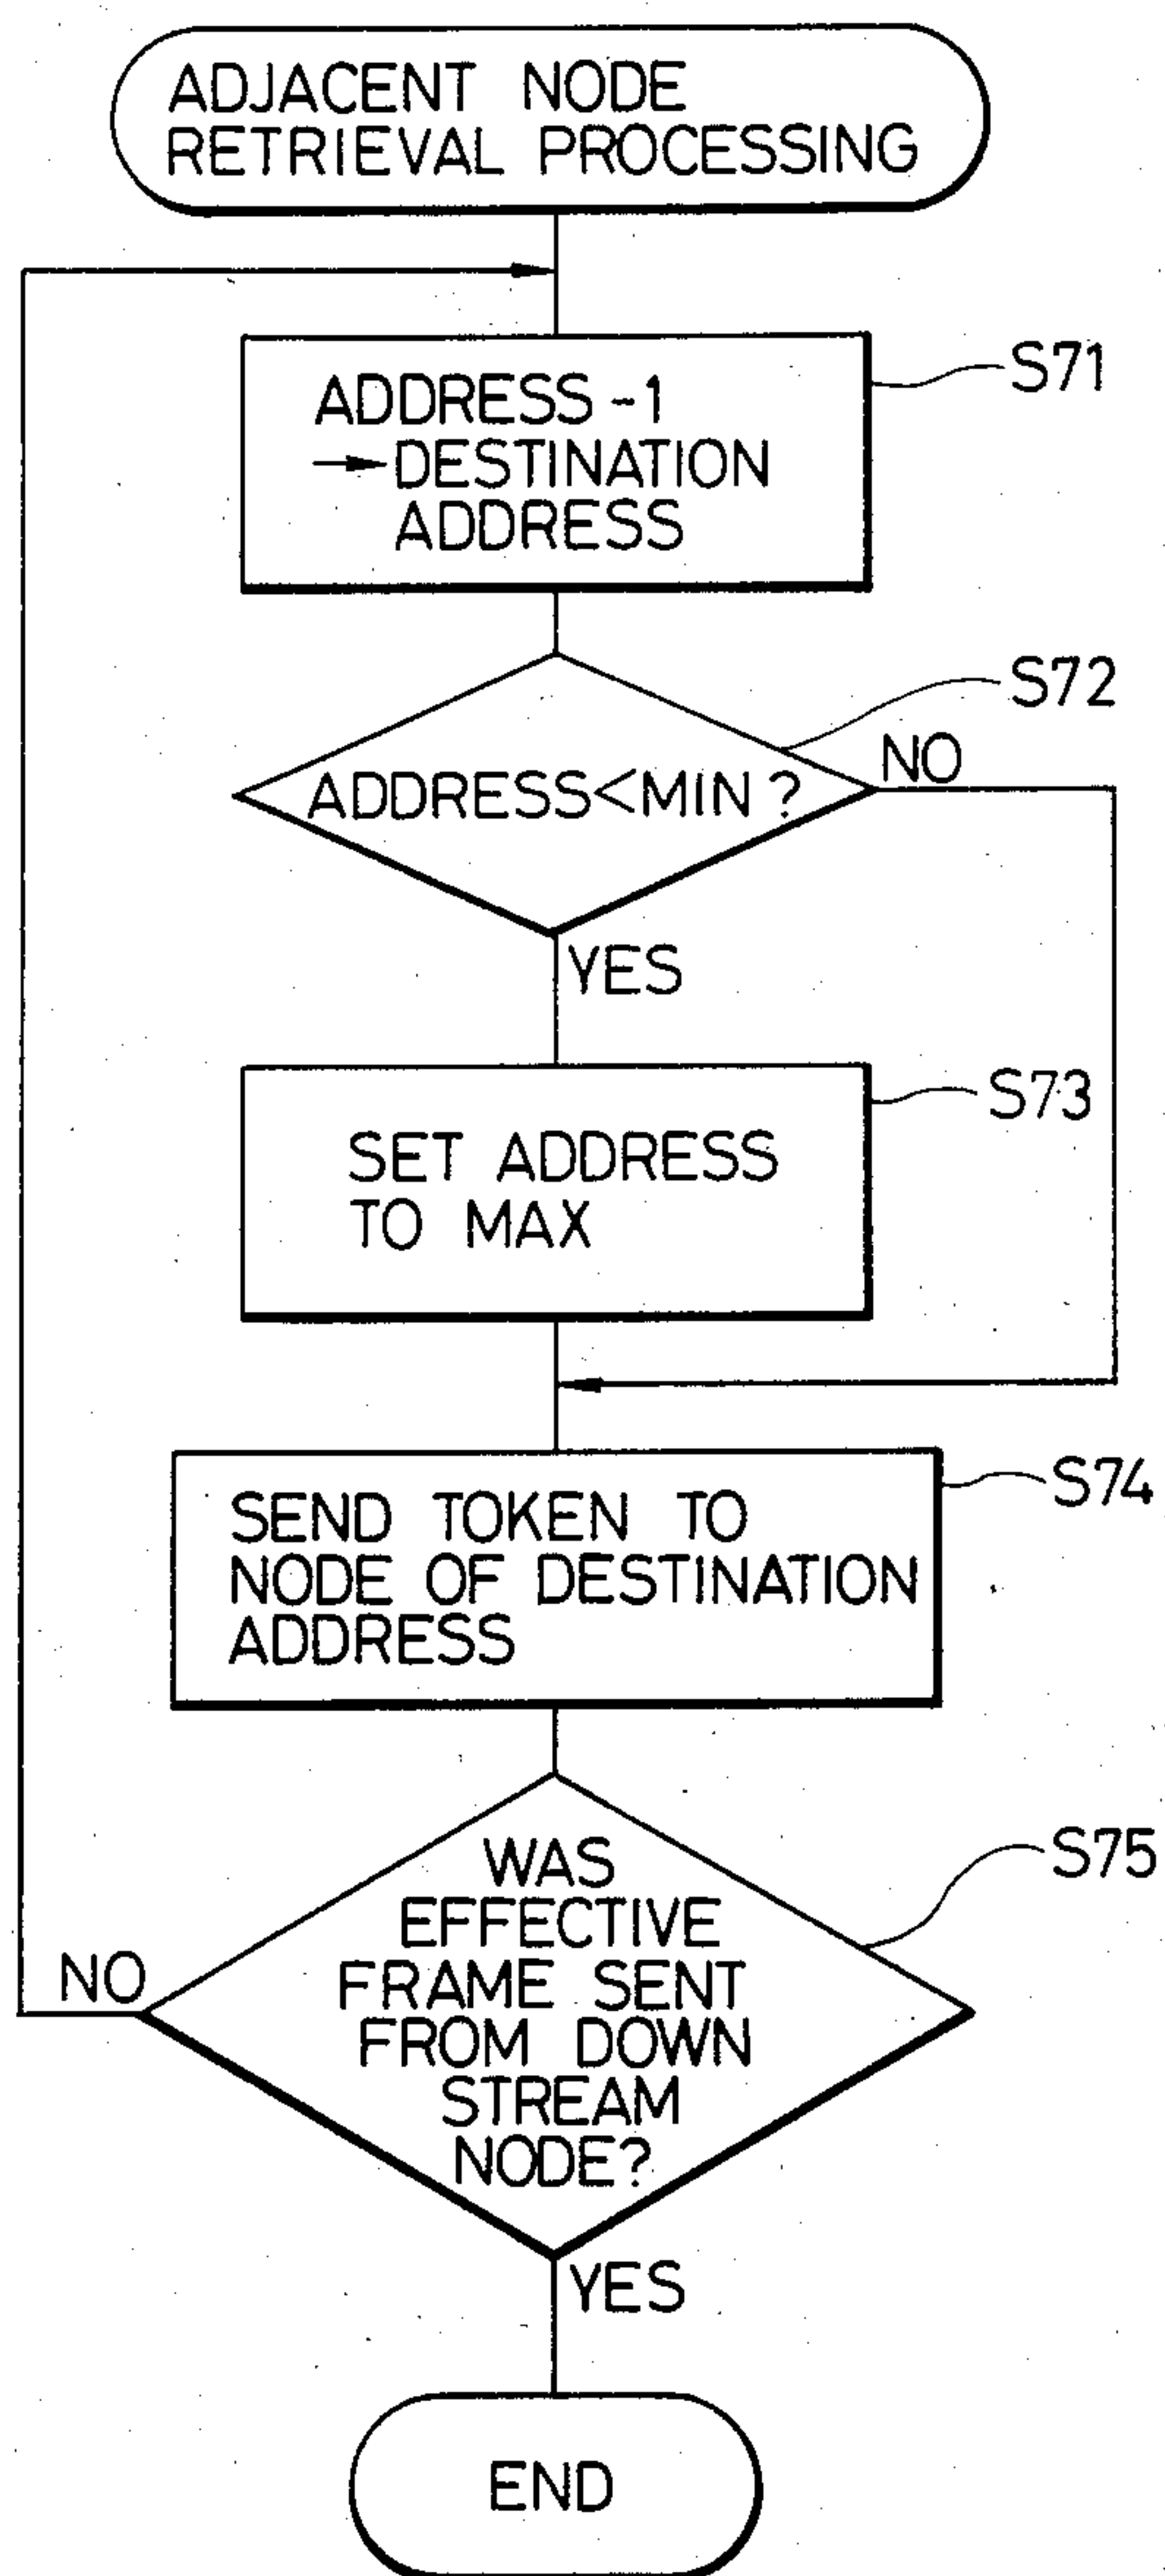 ADJACENT NODE
RETRIEVAL PROCESSING
S71
ADDRESS -1
→DESTINATION
ADDRESS
S72
NO
ADDRESS<MIN?
YES
S73
SET ADDRESS
TO MAX
S74
SEND TOKEN TO
NODE OF DESTINATION
ADDRESS
S75
WAS
EFFECTIVE
FRAME SENT
FROM DOWN
STREAM
NODE?
NO
YES
END